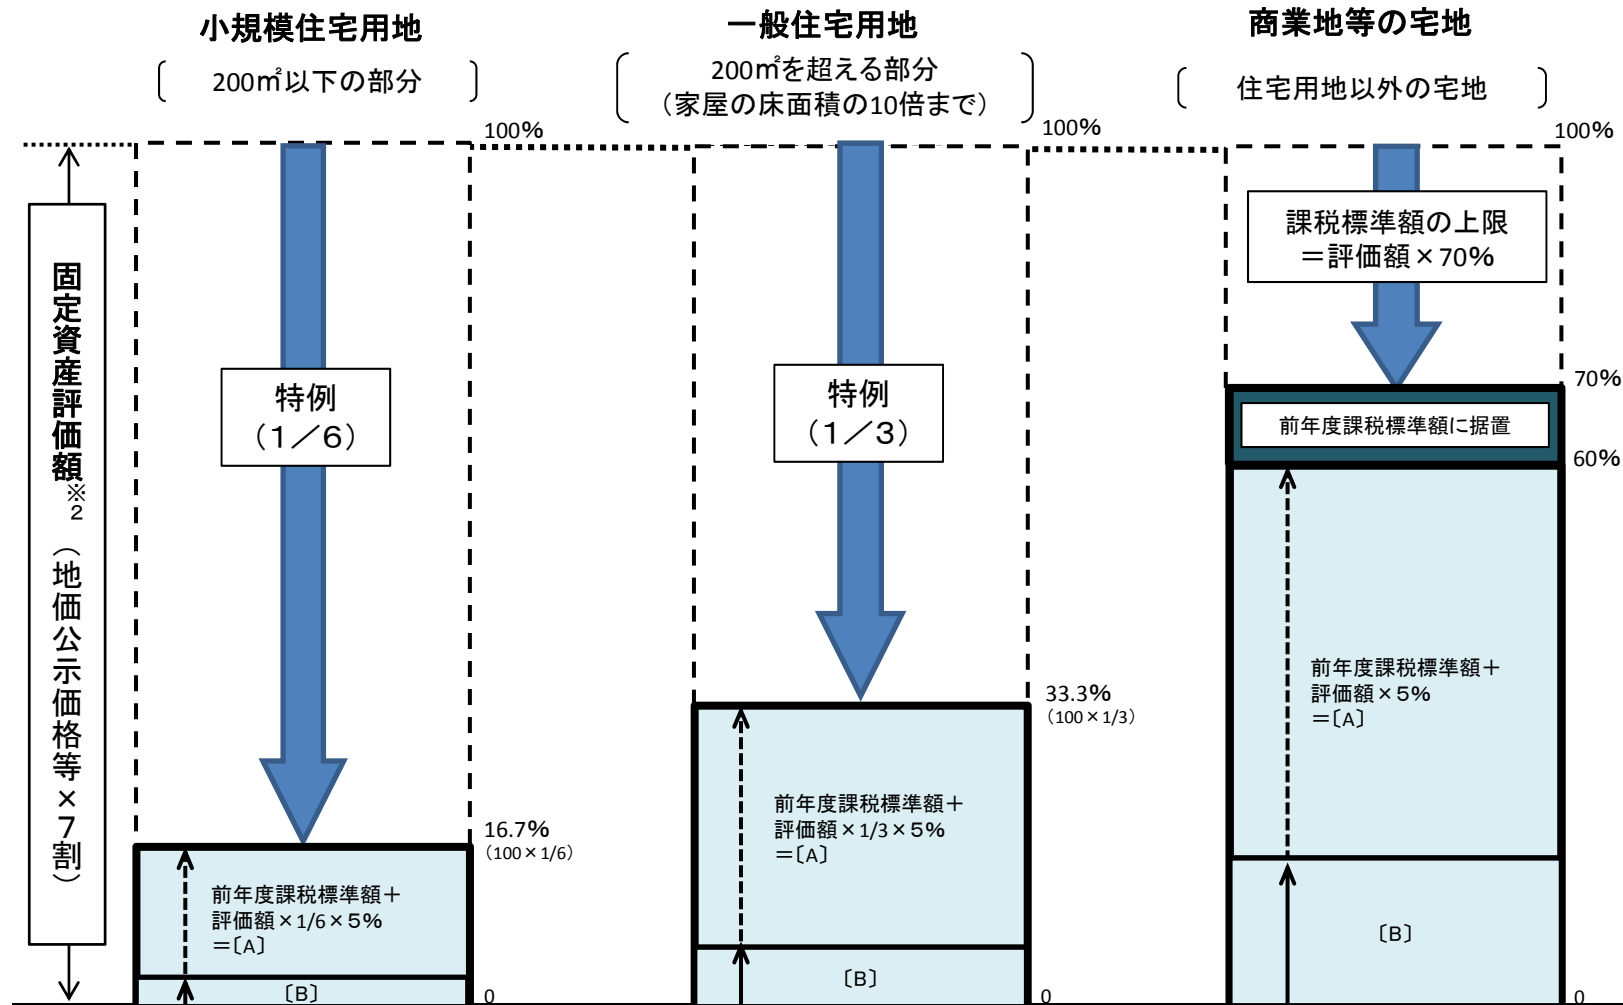 小規模住宅用地
200㎡以下の部分
一般住宅用地
200㎡を超える部分
（家屋の床面積の10倍まで）
商業地等の宅地
住宅用地以外の宅地
固定資産評価額※2（地価公示価格等×7割）
100%
特例
（1／6）
16.7%
（100×1/6）
前年度課税標準額＋
評価額×1/6×5%
＝〔A〕
〔B〕
0
100%
特例
（1／3）
33.3%
（100×1/3）
前年度課税標準額＋
評価額×1/3×5%
＝〔A〕
〔B〕
0
100%
課税標準額の上限
＝評価額×70%
70%
前年度課税標準額に据置
60%
前年度課税標準額＋
評価額×5%
＝〔A〕
〔B〕
0